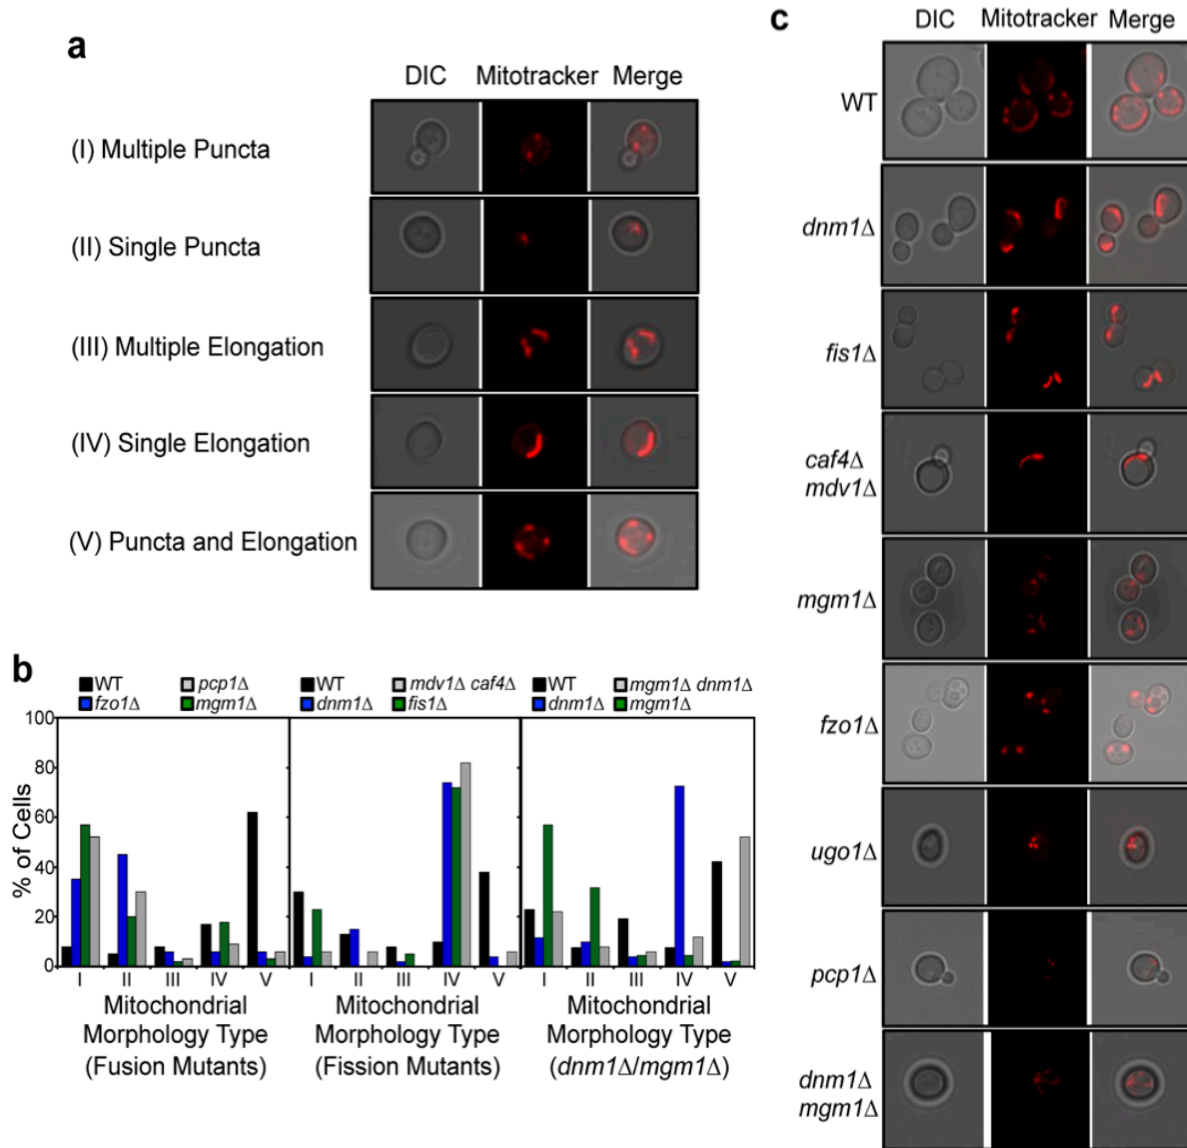 a
DIC Mitotracker Merge
(I) Multiple Puncta
(II) Single Puncta
(III) Multiple Elongation
(IV) Single Elongation
(V) Puncta and Elongation
b
WT pcp1Δ
fzo1Δ mgm1Δ
WT mdv1Δ caf4Δ
dnm1Δ fis1Δ
WT mgm1Δ dnm1Δ
dnm1Δ mgm1Δ
% of Cells
100
80
60
40
20
0
I II III IV V
Mitochondrial
Morphology Type
(Fusion Mutants)
I II III IV V
Mitochondrial
Morphology Type
(Fission Mutants)
I II III IV V
Mitochondrial
Morphology Type
(dnm1Δ/mgm1Δ)
c
DIC Mitotracker Merge
WT
dnm1Δ
fis1Δ
caf4Δ
mdv1Δ
mgm1Δ
fzo1Δ
ugo1Δ
pcp1Δ
dnm1Δ
mgm1Δ